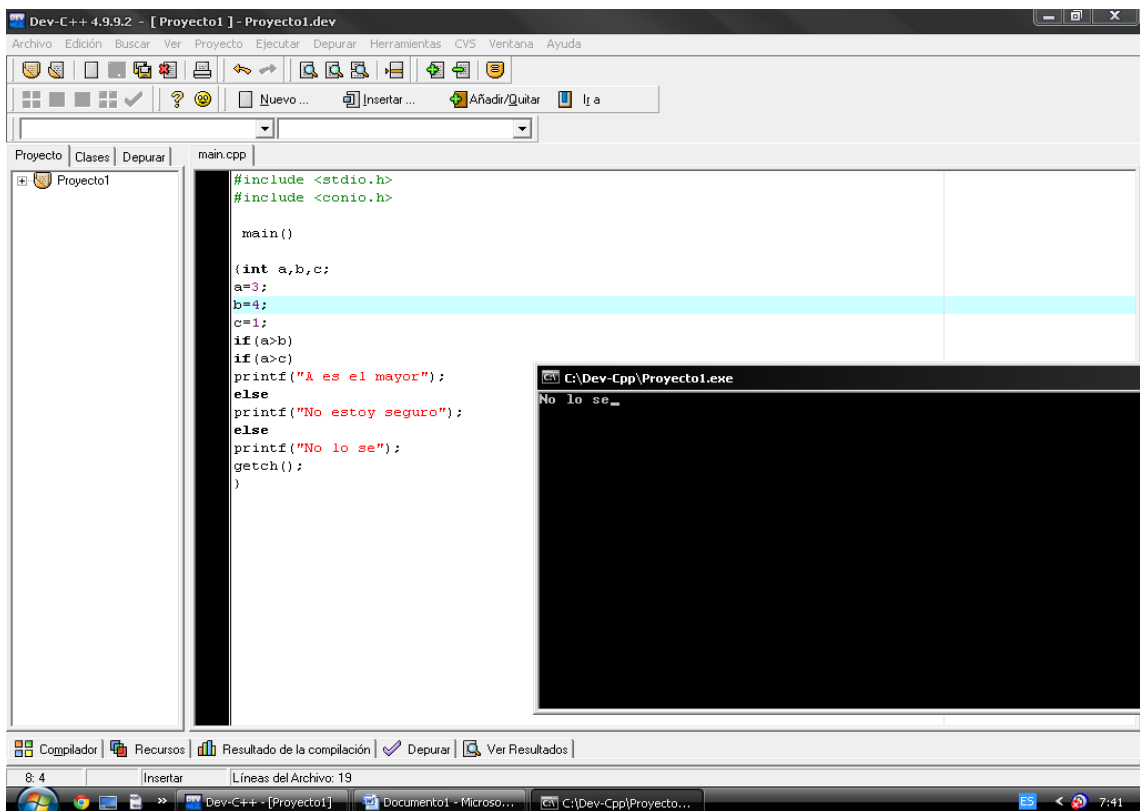 Dev-C++ 4.9.9.2 - [ Proyecto1 ] - Proyecto1.dev
Archivo Edición Buscar Ver Proyecto Ejecutar Depurar Herramientas CVS Ventana Ayuda
Nuevo ... Insertar ... Añadir/Quitar Ir a
Proyecto Clases Depurar main.cpp
Proyecto1
#include <stdio.h>
#include <conio.h>
main()
{int a,b,c;
a=3;
b=4;
c=1;
if(a>b)
if(a>c)
printf("A es el mayor");
else
printf("No estoy seguro");
else
printf("No lo se");
getch();
}
C:\Dev-Cpp\Proyecto1.exe
No lo se_
Compilador Recursos Resultado de la compilación Depurar Ver Resultados
8: 4 Insertar Líneas del Archivo: 19
» Dev-C++ - [Proyecto1] Documento1 - Microso... C:\Dev-Cpp\Proyecto... ES < 7:41